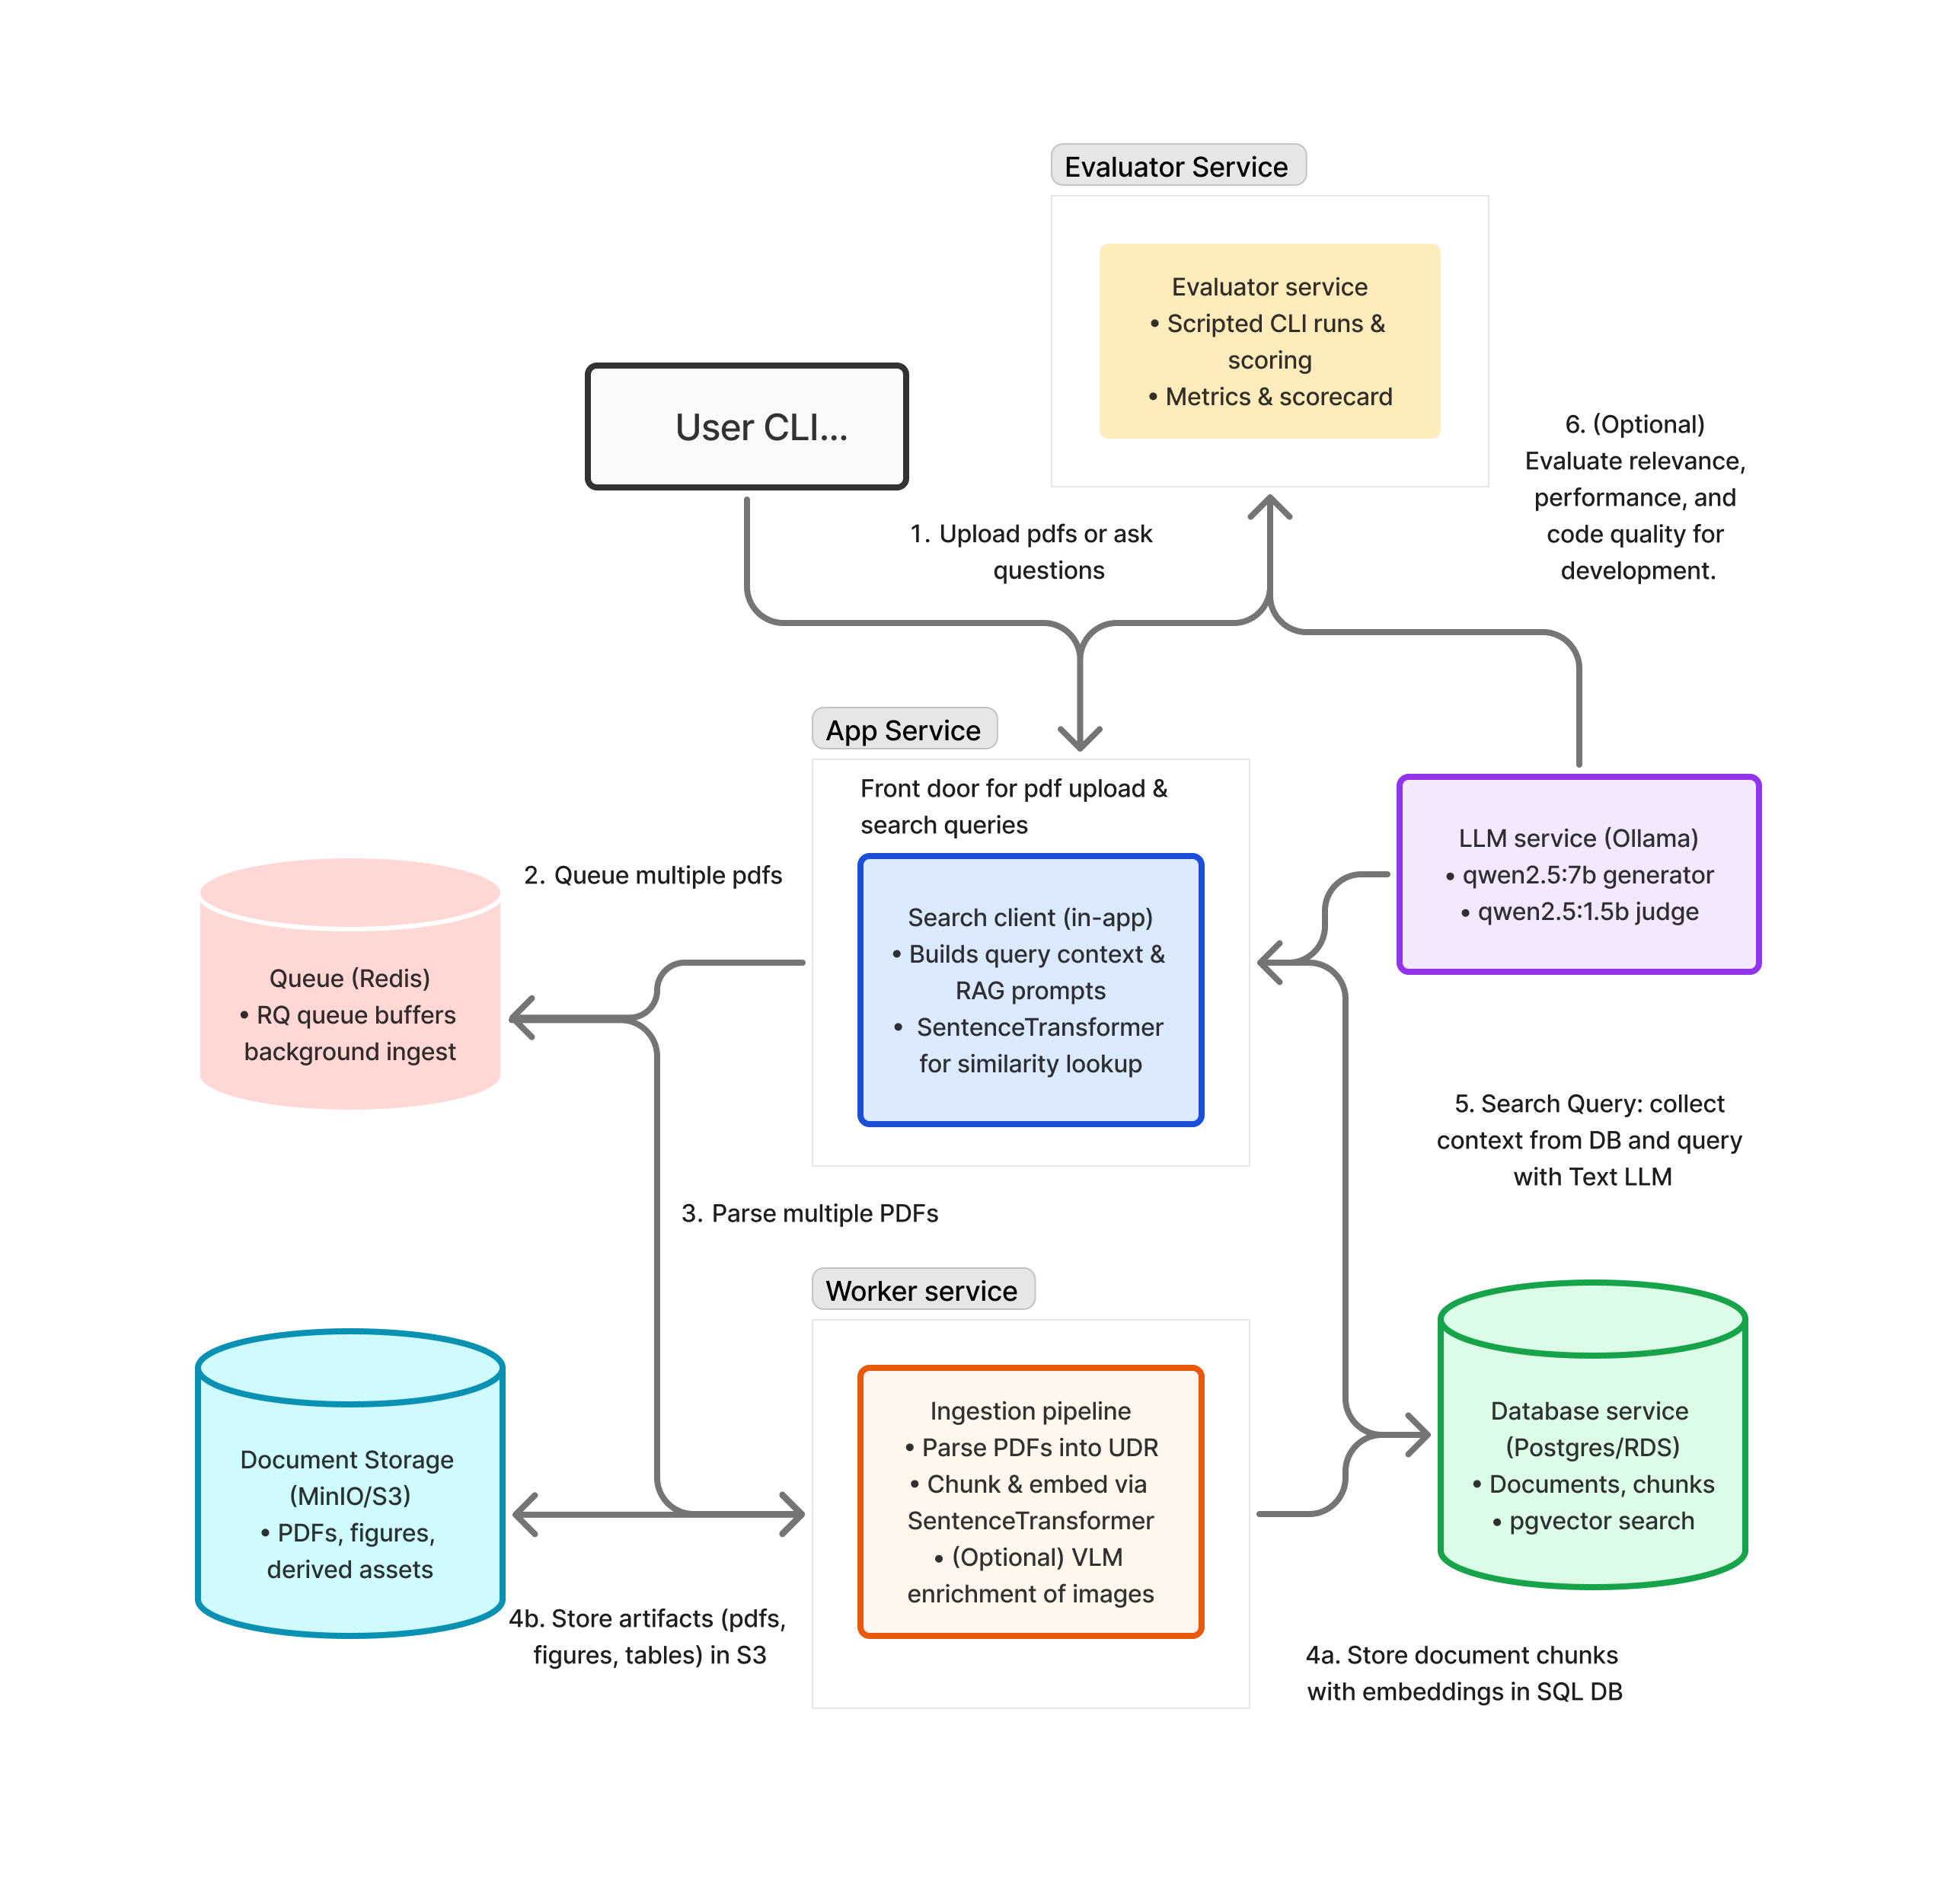 Evaluator Service
Evaluator service
• Scripted CLI runs &
scoring
• Metrics & scorecard
User CLI...
6. (Optional)
Evaluate relevance,
performance, and
code quality for
development.
1. Upload pdfs or ask
questions
App Service
Front door for pdf upload &
search queries
Search client (in-app)
• Builds query context &
RAG prompts
• SentenceTransformer
for similarity lookup
LLM service (Ollama)
• qwen2.5:7b generator
• qwen2.5:1.5b judge
2. Queue multiple pdfs
Queue (Redis)
• RQ queue buffers
background ingest
5. Search Query: collect
context from DB and query
with Text LLM
3. Parse multiple PDFs
Worker service
Ingestion pipeline
• Parse PDFs into UDR
• Chunk & embed via
SentenceTransformer
• (Optional) VLM
enrichment of images
Database service
(Postgres/RDS)
• Documents, chunks
• pgvector search
Document Storage
(MinIO/S3)
• PDFs, figures,
derived assets
4b. Store artifacts (pdfs,
figures, tables) in S3
4a. Store document chunks
with embeddings in SQL DB